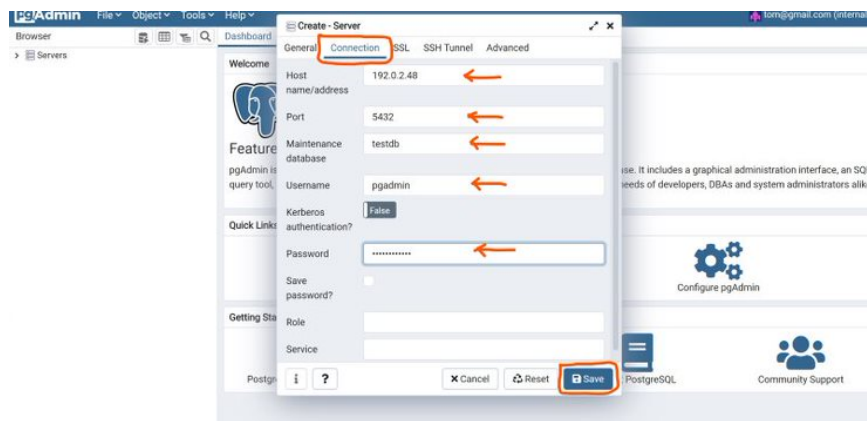 pgAdmin File Object Tools Help
tom@gmail.com (internal
Browser
Dashboard
Servers
Create - Server
General Connection SSL SSH Tunnel Advanced
Welcome
Host name/address 192.0.2.48
Port 5432
Feature
Maintenance database testdb
pgAdmin is
query tool,
It includes a graphical administration interface, an SQ
needs of developers, DBAs and system administrators alik
Username pgadmin
Quick Links
Kerberos authentication? False
Password ••••••••••••
Configure pgAdmin
Save password?
Getting Sta
Role
Service
i ? Cancel Reset Save
Postgr
PostgreSQL
Community Support